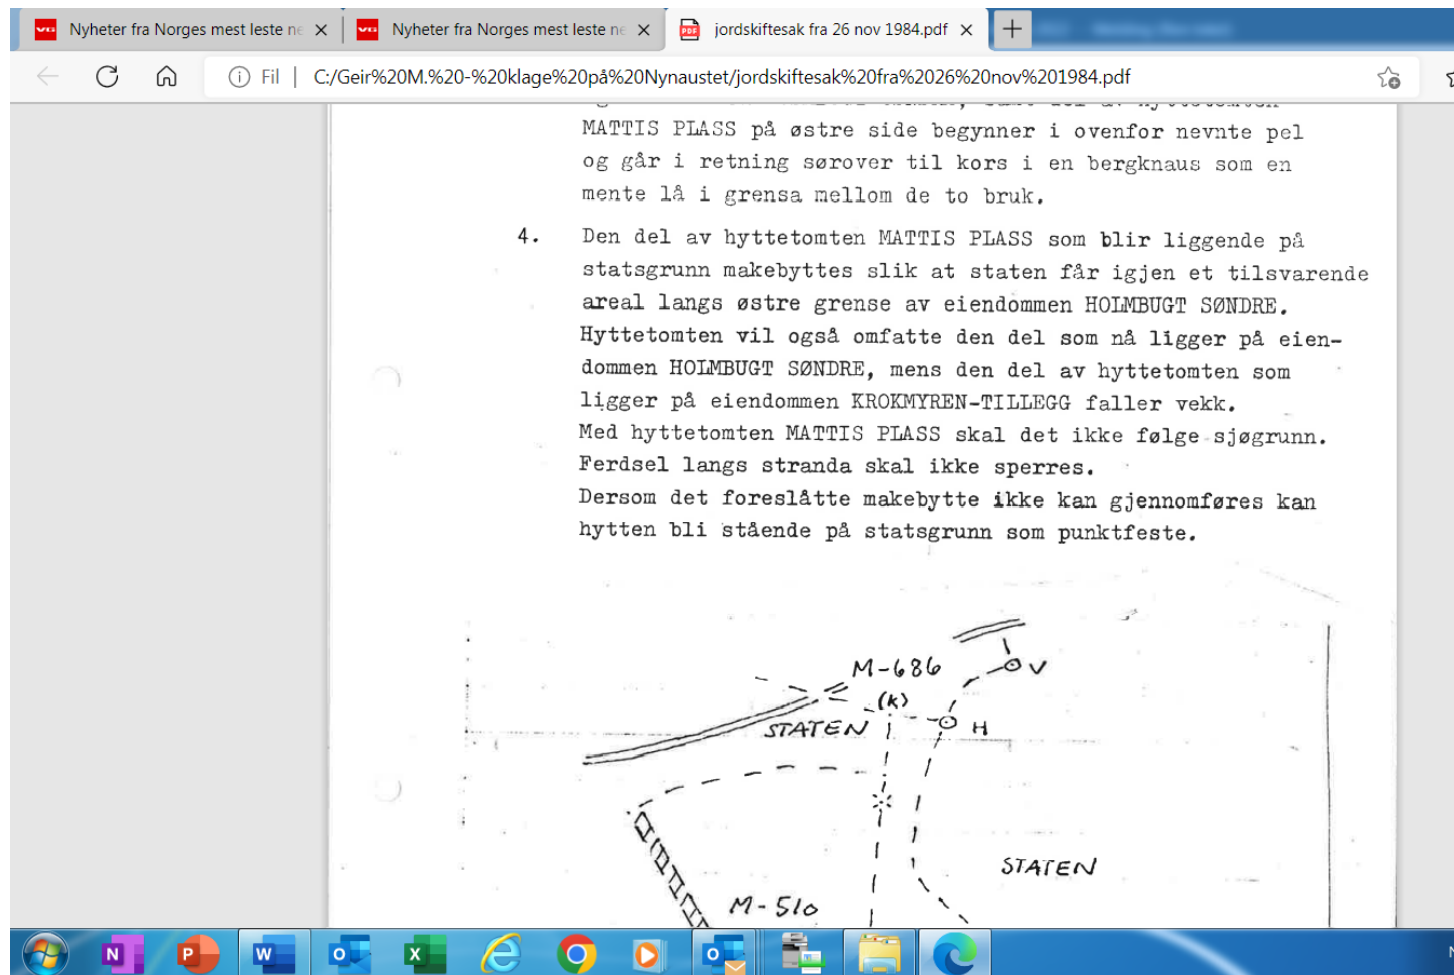 Nyheter fra Norges mest leste ne
Nyheter fra Norges mest leste ne
jordskiftesak fra 26 nov 1984.pdf
Fil | C:/Geir%20M.%20-%20klage%20på%20Nynaustet/jordskiftesak%20fra%2026%20nov%201984.pdf
MATTIS PLASS på østre side begynner i ovenfor nevnte pel
og går i retning sørover til kors i en bergknaus som en
mente lå i grensa mellom de to bruk.
4. Den del av hyttetomten MATTIS PLASS som blir liggende på
statsgrunn makebyttes slik at staten får igjen et tilsvarende
areal langs østre grense av eiendommen HOLMBUGT SØNDRE.
Hyttetomten vil også omfatte den del som nå ligger på eien-
dommen HOLMBUGT SØNDRE, mens den del av hyttetomten som
ligger på eiendommen KROKMYREN-TILLEGG faller vekk.
Med hyttetomten MATTIS PLASS skal det ikke følge sjøgrunn.
Ferdsel langs stranda skal ikke sperres.
Dersom det foreslåtte makebytte ikke kan gjennomføres kan
hytten bli stående på statsgrunn som punktfeste.
M-686
V
(K)
STATEN
H
STATEN
M-510